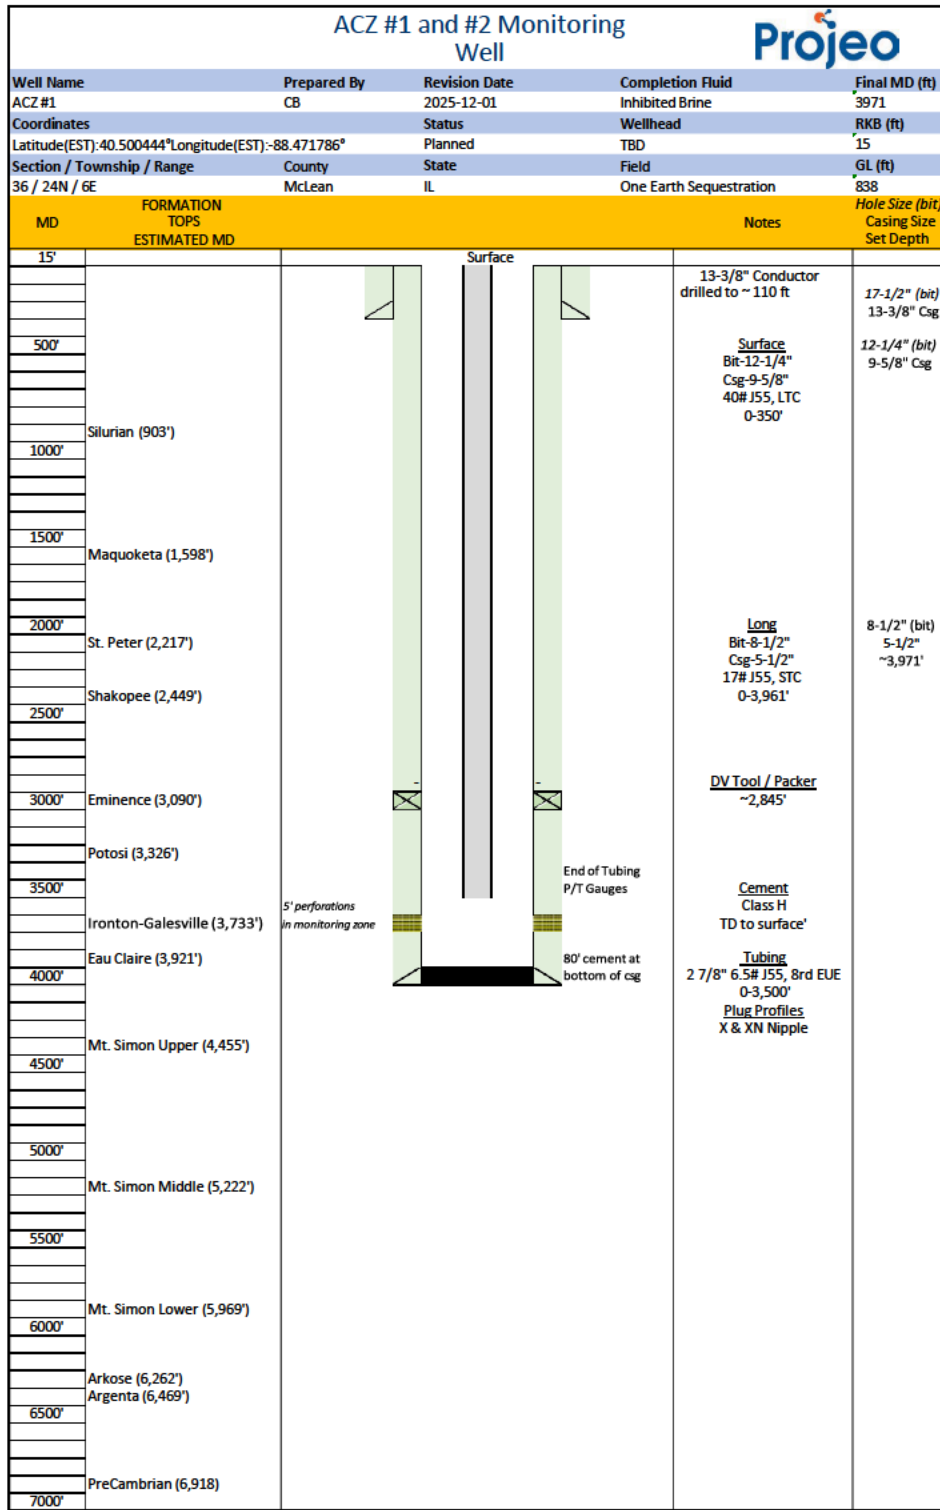 ACZ #1 and #2 Monitoring
Well
Projeo
Well Name Prepared By Revision Date Completion Fluid Final MD (ft)
ACZ #1 CB 2025-12-01 Inhibited Brine 3971
Coordinates Status Wellhead RKB (ft)
Latitude(EST):40.500444°Longitude(EST):-88.471786° Planned TBD 15
Section / Township / Range County State Field GL (ft)
36 / 24N / 6E McLean IL One Earth Sequestration 838
MD
FORMATION
TOPS
ESTIMATED MD
Notes
Hole Size (bit)
Casing Size
Set Depth
15' Surface
13-3/8" Conductor
drilled to ~ 110 ft
17-1/2" (bit)
13-3/8" Csg
500'
Surface
Bit-12-1/4"
Csg-9-5/8"
40# J55, LTC
0-350'
12-1/4" (bit)
9-5/8" Csg
Silurian (903')
1000'
1500'
Maquoketa (1,598')
2000'
St. Peter (2,217')
Long
Bit-8-1/2"
Csg-5-1/2"
17# J55, STC
0-3,961'
8-1/2" (bit)
5-1/2"
~3,971'
Shakopee (2,449')
2500'
DV Tool / Packer
~2,845'
3000' Eminence (3,090')
Potosi (3,326')
End of Tubing
P/T Gauges
3500'
Cement
Class H
TD to surface'
5' perforations
in monitoring zone
Ironton-Galesville (3,733')
Eau Claire (3,921')
80' cement at
bottom of csg
4000'
Tubing
2 7/8" 6.5# J55, 8rd EUE
0-3,500'
Plug Profiles
X & XN Nipple
Mt. Simon Upper (4,455')
4500'
5000'
Mt. Simon Middle (5,222')
5500'
Mt. Simon Lower (5,969')
6000'
Arkose (6,262')
Argenta (6,469')
6500'
PreCambrian (6,918)
7000'